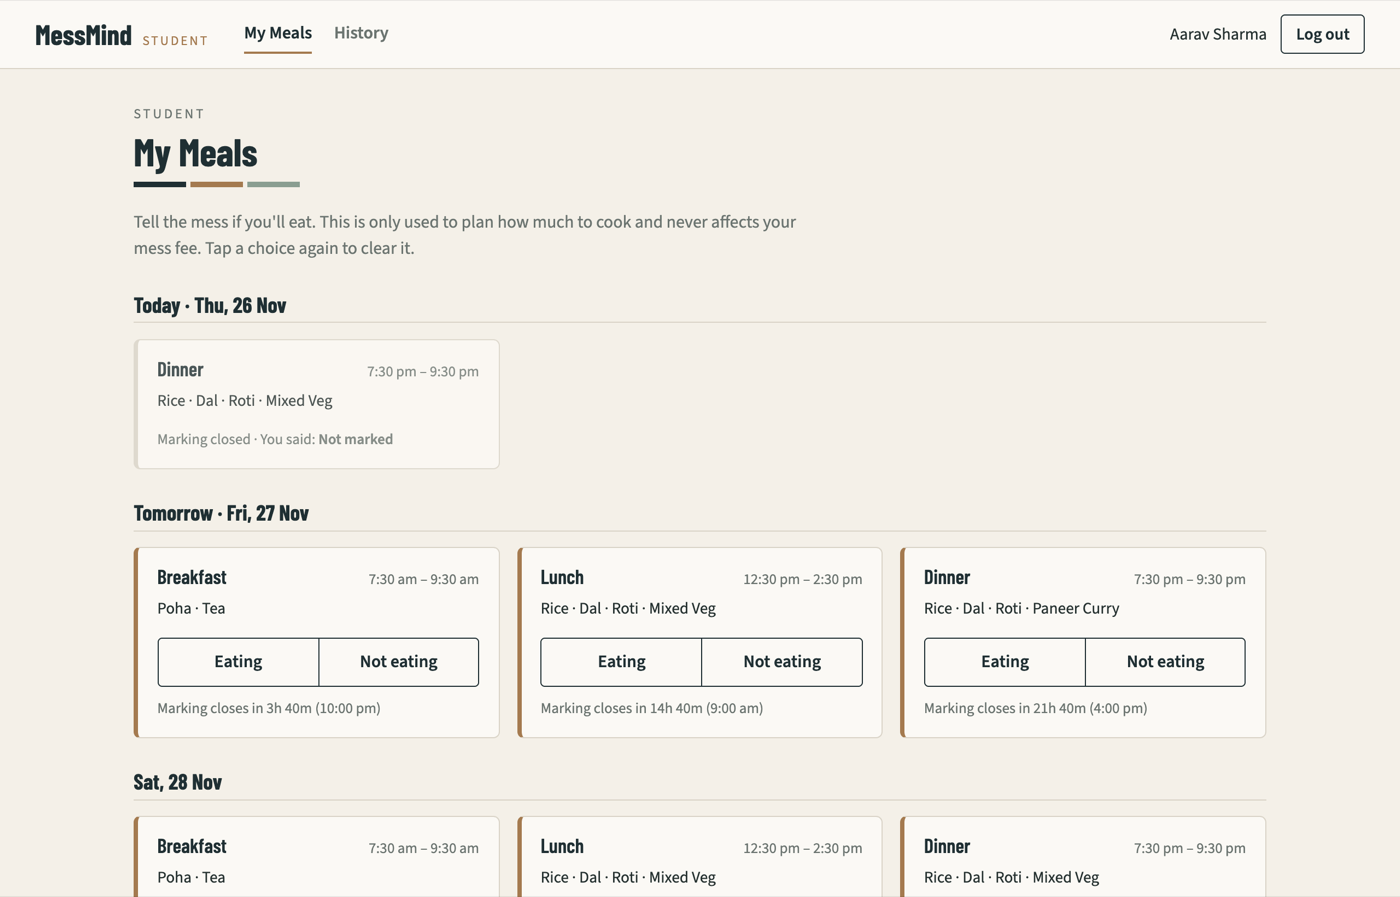 MessMind STUDENT My Meals History Aarav Sharma Log out
STUDENT
My Meals
Tell the mess if you'll eat. This is only used to plan how much to cook and never affects your
mess fee. Tap a choice again to clear it.
Today · Thu, 26 Nov
Dinner 7:30 pm – 9:30 pm
Rice · Dal · Roti · Mixed Veg
Marking closed · You said: Not marked
Tomorrow · Fri, 27 Nov
Breakfast 7:30 am – 9:30 am
Poha · Tea
Eating Not eating
Marking closes in 3h 40m (10:00 pm)
Lunch 12:30 pm – 2:30 pm
Rice · Dal · Roti · Mixed Veg
Eating Not eating
Marking closes in 14h 40m (9:00 am)
Dinner 7:30 pm – 9:30 pm
Rice · Dal · Roti · Paneer Curry
Eating Not eating
Marking closes in 21h 40m (4:00 pm)
Sat, 28 Nov
Breakfast 7:30 am – 9:30 am
Poha · Tea
Lunch 12:30 pm – 2:30 pm
Rice · Dal · Roti · Mixed Veg
Dinner 7:30 pm – 9:30 pm
Rice · Dal · Roti · Mixed Veg